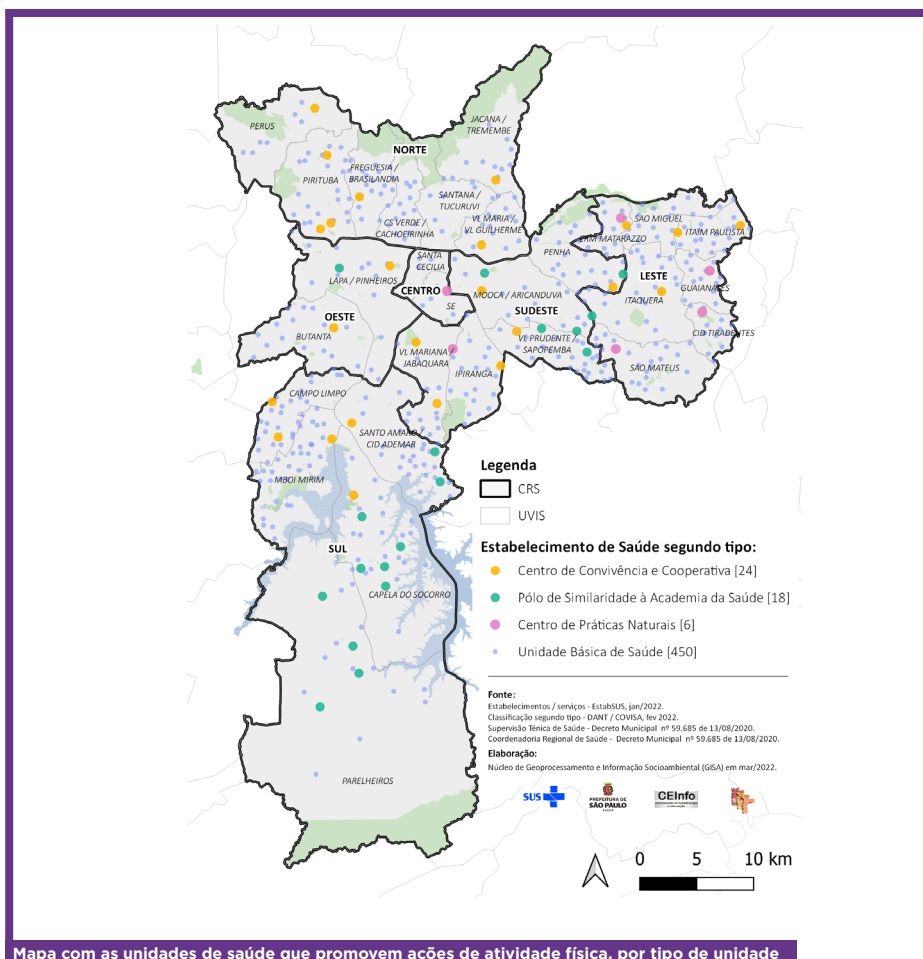 JACANA /
TREMEMBE
PERUS
NORTE
FREGUESIA /
BRASILANDIA
PIRITUBA
SANTANA /
TUCURUVI
CS VERDE /
CACHOEIRINHA
VL MARIA /
VL GUILHERME
SAO MIGUEL
ERM MATARAZZO
ITAIM PAULISTA
PENHA
SANTA
CECILIA
LAPA / PINHEIROS
CENTRO
SE
MOOCA / ARICANDUVA
LESTE
GUAIANASES
ITAQUERA
OESTE
SUDESTE
BUTANTA
VL PRUDENTE /
SAPOPEMBA
CID TIRADENTES
VL MARIANA /
JABAQUARA
IPIRANGA
SAO MATEUS
CAMPO LIMPO
SANTO AMARO /
CID ADEMAR
MBOI MIRIM
SUL
CAPELA DO SOCORRO
PARELHEIROS
Legenda
CRS
UVIS
Estabelecimento de Saúde segundo tipo:
Centro de Convivência e Cooperativa [24]
Pólo de Similaridade à Academia da Saúde [18]
Centro de Práticas Naturais [6]
Unidade Básica de Saúde [450]
Fonte:
Estabelecimentos / serviços - EstabSUS, jan/2022.
Classificação segundo tipo - DANT / COVISA, fev 2022.
Supervisão Ténica de Saúde - Decreto Municipal nº 59.685 de 13/08/2020.
Coordenadoria Regional de Saúde - Decreto Municipal nº 59.685 de 13/08/2020.
Elaboração:
Núcleo de Geoprocessamento e Informação Socioambiental (GISA) em mar/2022.
SUS
PREFEITURA DE
SÃO PAULO
SAÚDE
CEInfo
0 5 10 km
Mapa com as unidades de saúde que promovem ações de atividade física, por tipo de unidade